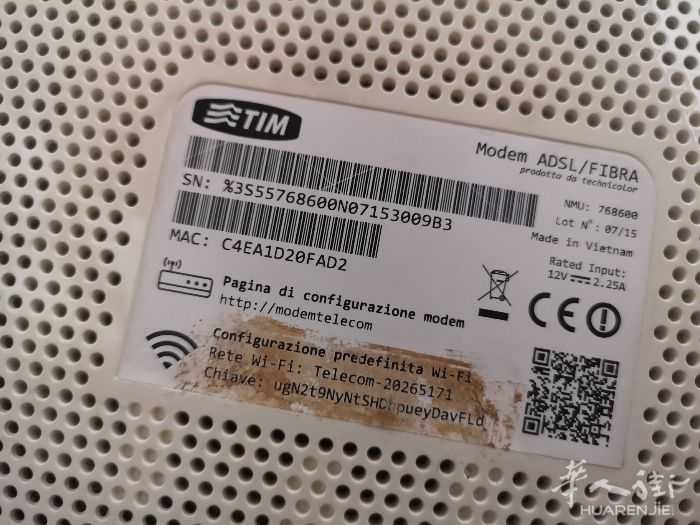 TIM
Modem ADSL/FIBRA
prodotto da technicolor
SN: %3S55768600N07153009B3
NMU: 768600
Lot N°: 07/15
Made in Vietnam
MAC: C4EA1D20FAD2
Rated Input:
12V 2.25A
Pagina di configurazione modem
http://modemtelecom
CE
Configurazione predefinita Wi-Fi
Rete Wi-Fi: Telecom-20265171
Chiave:
华人街
HUARENJIE